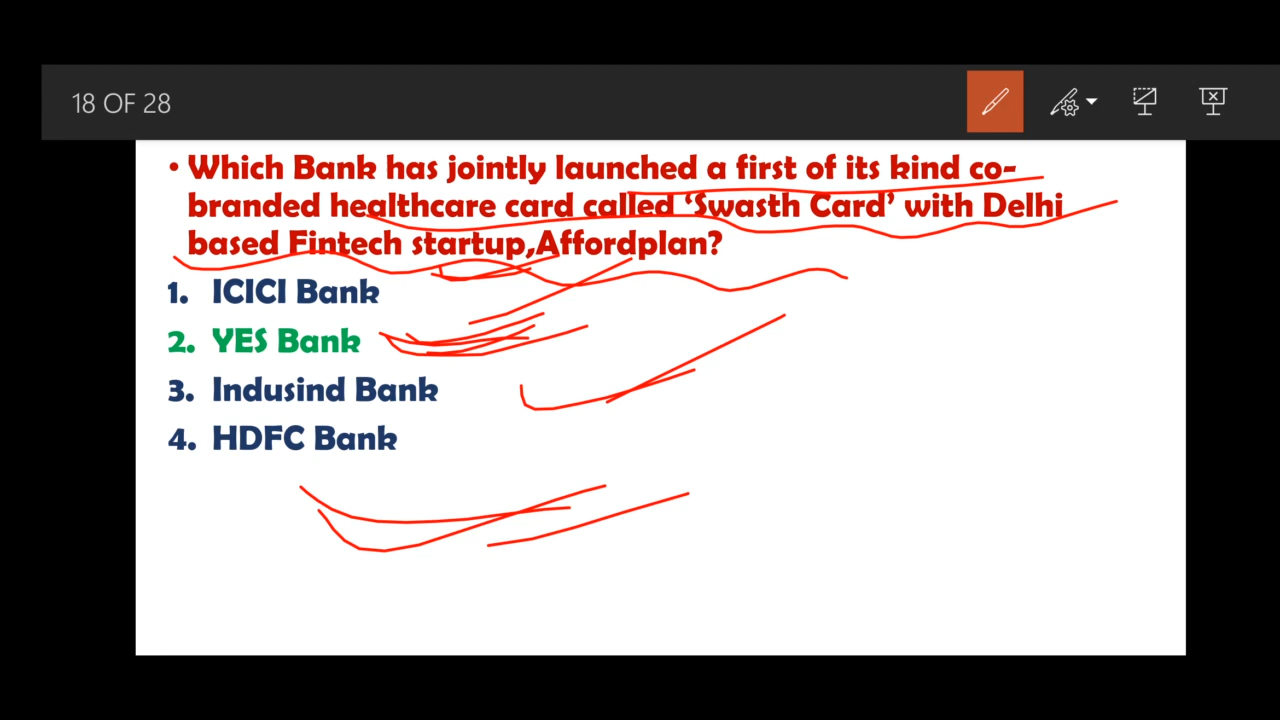 18 OF 28
• Which Bank has jointly launched a first of its kind co-
branded healthcare card called ‘Swasth Card’ with Delhi
based Fintech startup,Affordplan?
1. ICICI Bank
2. YES Bank
3. Indusind Bank
4. HDFC Bank